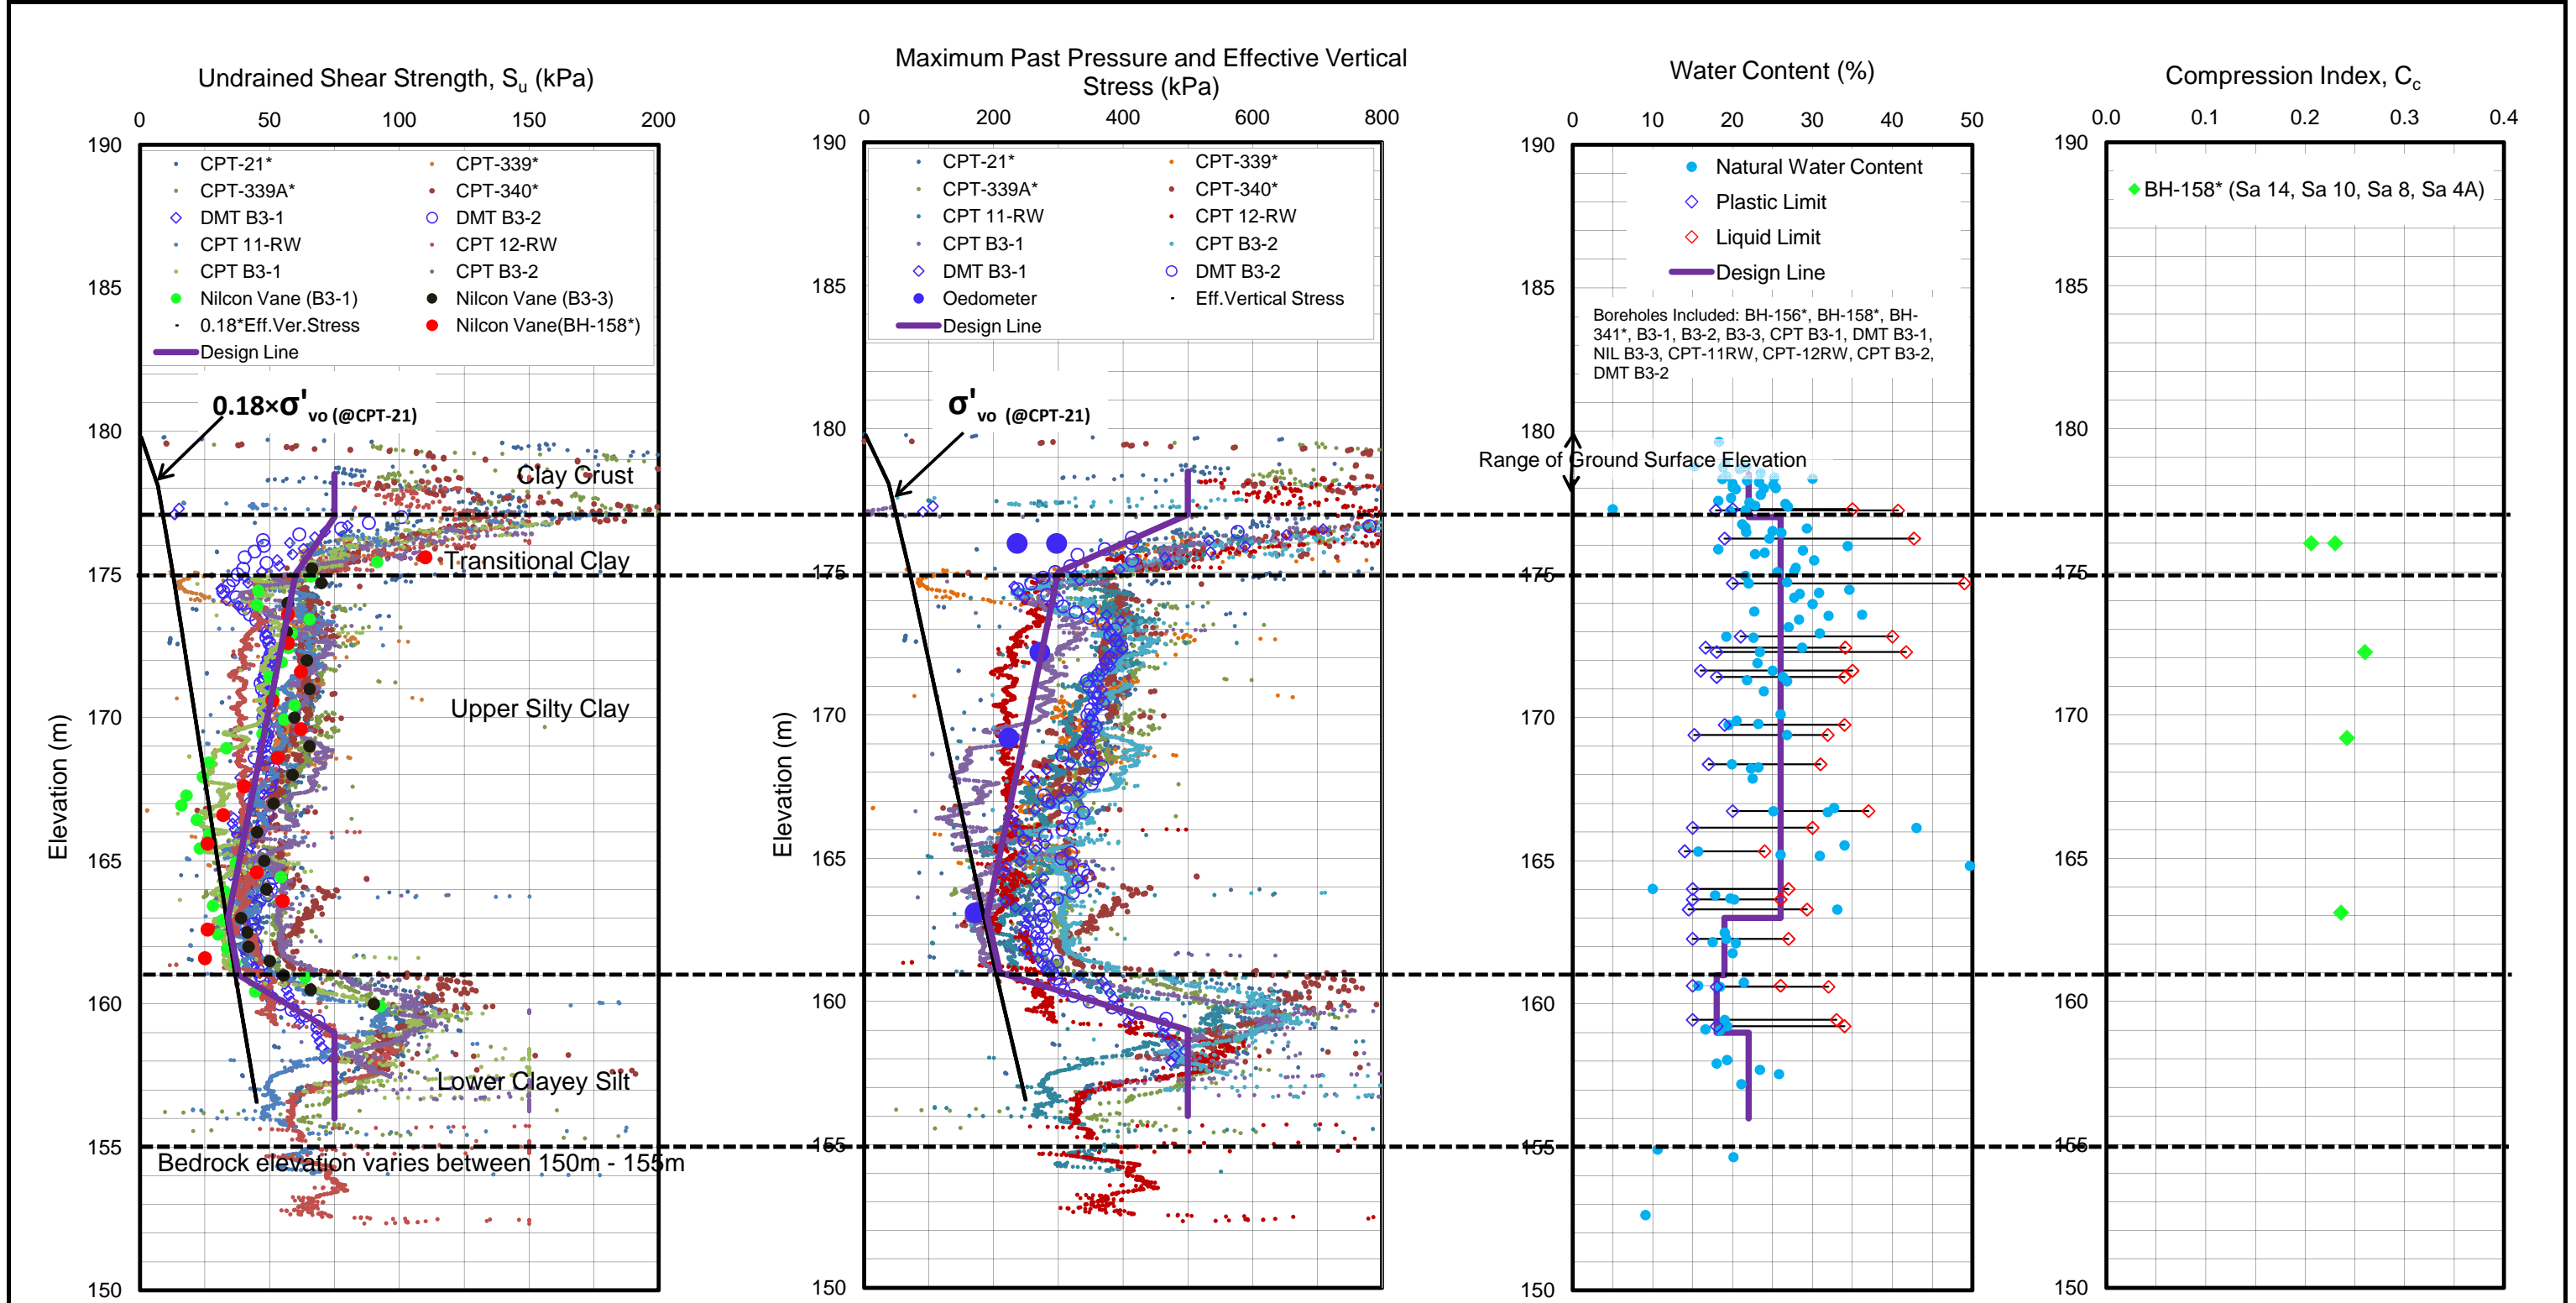 Undrained Shear Strength, Su (kPa)
0 50 100 150 200
190
185
180
175
170
165
160
155
150
Elevation (m)
CPT-21* CPT-339*
CPT-339A* CPT-340*
DMT B3-1 DMT B3-2
CPT 11-RW CPT 12-RW
CPT B3-1 CPT B3-2
Nilcon Vane (B3-1) Nilcon Vane (B3-3)
0.18*Eff.Ver.Stress Nilcon Vane(BH-158*)
Design Line
0.18×σ'vo (@CPT-21)
Clay Crust
Transitional Clay
Upper Silty Clay
Lower Clayey Silt
Bedrock elevation varies between 150m - 155m
Maximum Past Pressure and Effective Vertical
Stress (kPa)
0 200 400 600 800
190
185
180
175
170
165
160
155
150
Elevation (m)
CPT-21* CPT-339*
CPT-339A* CPT-340*
CPT 11-RW CPT 12-RW
CPT B3-1 CPT B3-2
DMT B3-1 DMT B3-2
Oedometer Eff.Vertical Stress
Design Line
σ'vo (@CPT-21)
Water Content (%)
0 10 20 30 40 50
190
185
180
175
170
165
160
155
150
Natural Water Content
Plastic Limit
Liquid Limit
Design Line
Boreholes Included: BH-156*, BH-158*, BH-
341*, B3-1, B3-2, B3-3, CPT B3-1, DMT B3-1,
NIL B3-3, CPT-11RW, CPT-12RW, CPT B3-2,
DMT B3-2
Range of Ground Surface Elevation
Compression Index, Cc
0.0 0.1 0.2 0.3 0.4
190
185
180
175
170
165
160
155
150
BH-158* (Sa 14, Sa 10, Sa 8, Sa 4A)